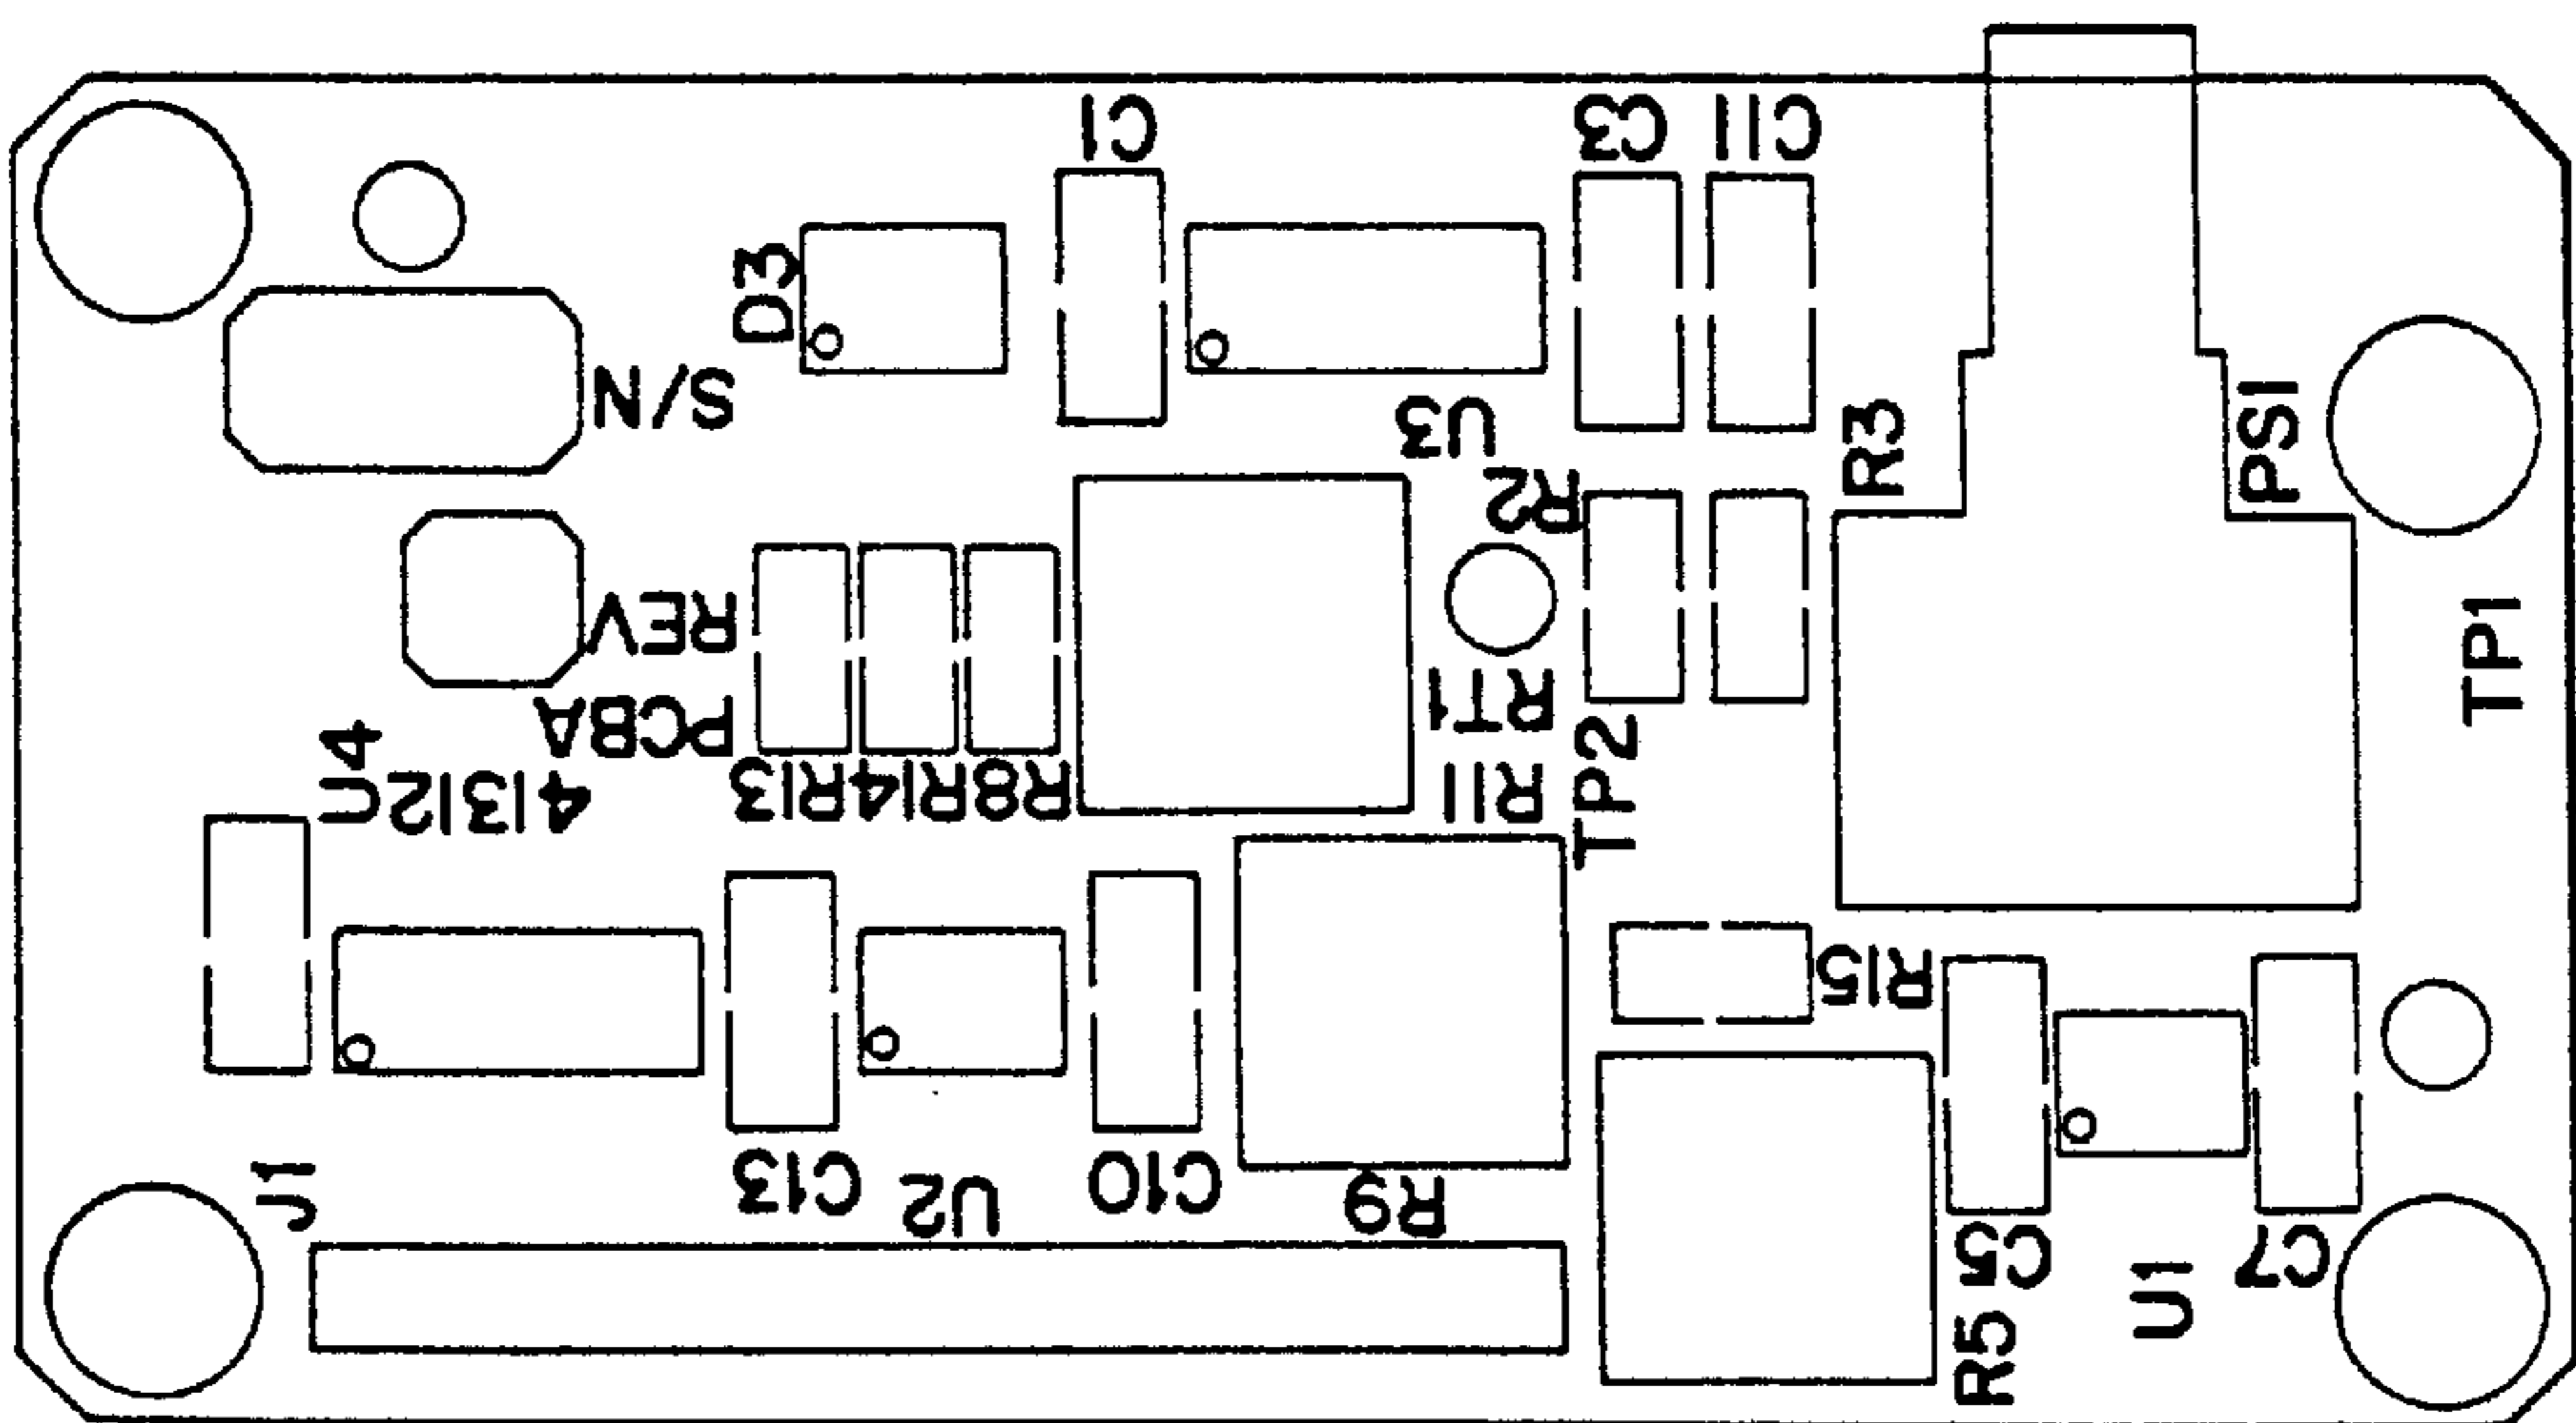 C1
C3
C11
D3
S/N
U3
R3
PS1
R2
REV
TP1
PCBA
RT1
U4
41312
R13
R14
R8
R11
TP2
R15
J1
C13
U2
C10
R9
C5
C7
U1
R5